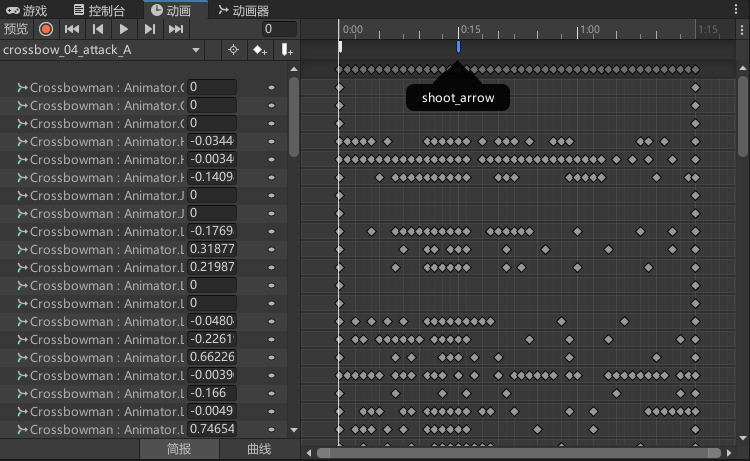 游戏 控制台 动画 动画器
预览 0 0:00 0:15 1:00 1:15
crossbow_04_attack_A
shoot_arrow
Crossbowman : Animator. 0
Crossbowman : Animator. 0
Crossbowman : Animator. 0
Crossbowman : Animator. -0.0344
Crossbowman : Animator. -0.0034
Crossbowman : Animator. -0.1409
Crossbowman : Animator. 0
Crossbowman : Animator. 0
Crossbowman : Animator. -0.1769
Crossbowman : Animator. 0.31877
Crossbowman : Animator. 0.21987
Crossbowman : Animator. 0
Crossbowman : Animator. 0
Crossbowman : Animator. -0.0480
Crossbowman : Animator. -0.2261
Crossbowman : Animator. 0.66226
Crossbowman : Animator. -0.0039
Crossbowman : Animator. -0.166
Crossbowman : Animator. -0.0049
Crossbowman : Animator. 0.74654
简报 曲线